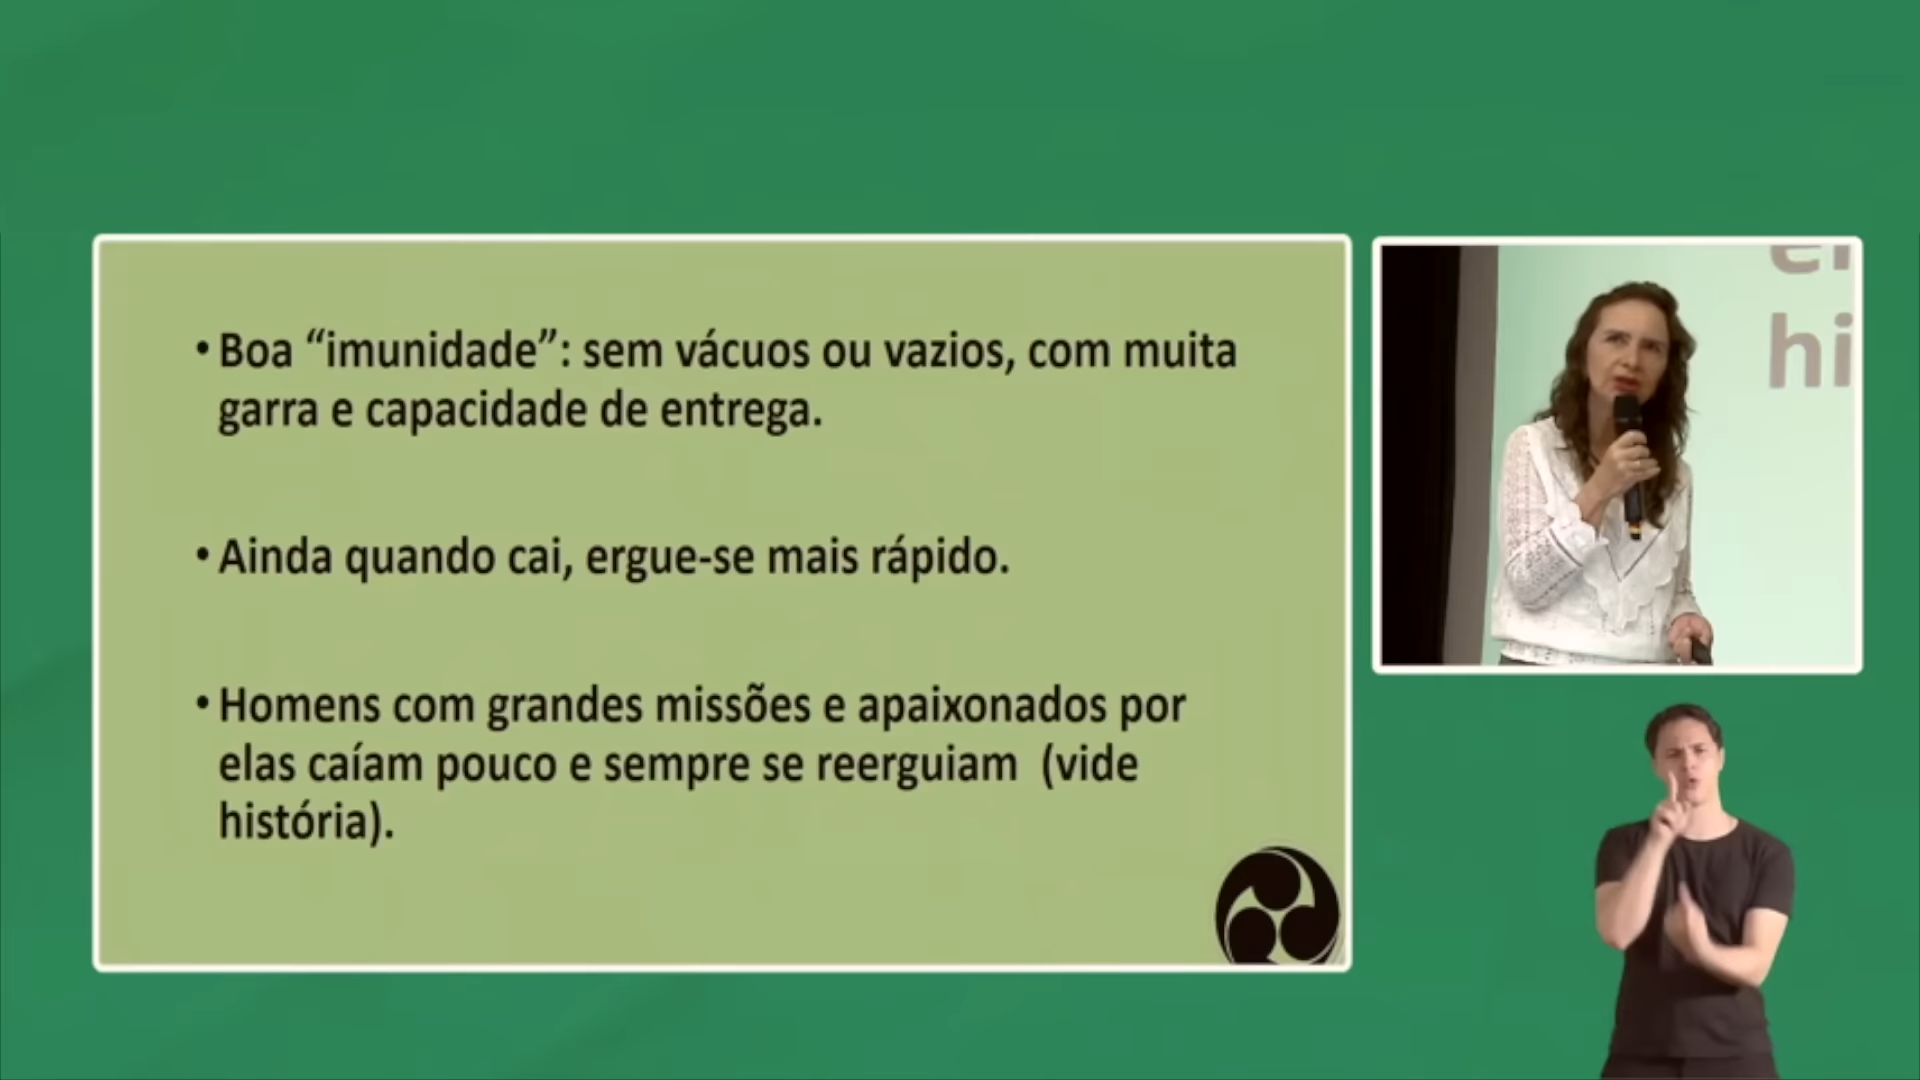 • Boa “imunidade”: sem vácuos ou vazios, com muita
garra e capacidade de entrega.
• Ainda quando cai, ergue-se mais rápido.
• Homens com grandes missões e apaixonados por
elas caíam pouco e sempre se reerguiam (vide
história).
hi